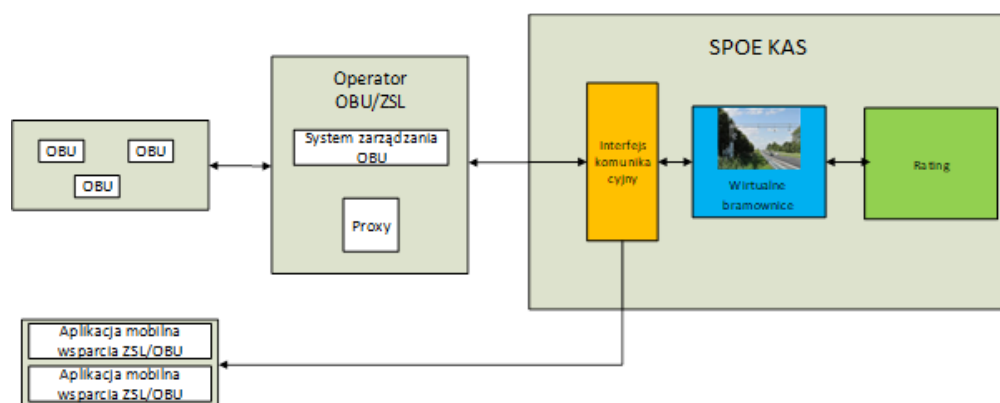 SPOE KAS
Operator
OBU/ZSL
System zarządzania
OBU
Proxy
OBU
OBU
OBU
Interfejs
komunika
cyjny
Wirtualne
bramownice
Rating
Aplikacja mobilna
wsparcia ZSL/OBU
Aplikacja mobilna
wsparcia ZSL/OBU